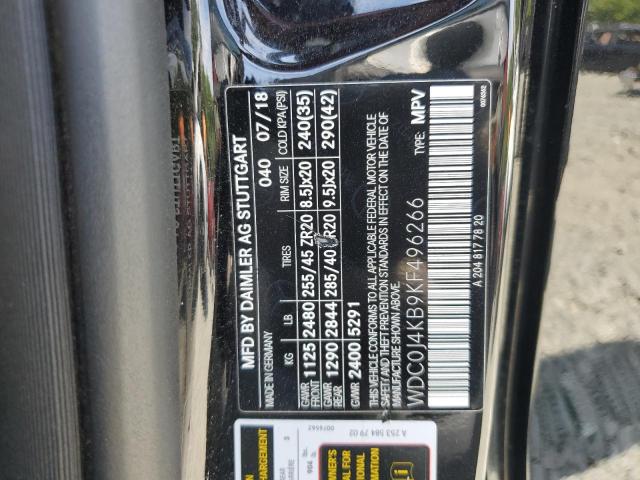 MFD BY DAIMLER AG STUTTGART
MADE IN GERMANY 040 07/18
KG LB TIRES RIM SIZE COLD KPA(PSI)
GAWR FRONT 1125 2480 255/45 ZR20 8.5Jx20 240(35)
GAWR REAR 1290 2844 285/40 R20 9.5Jx20 290(42)
GVWR 2400 5291
THIS VEHICLE CONFORMS TO ALL APPLICABLE FEDERAL MOTOR VEHICLE
SAFETY AND THEFT PREVENTION STANDARDS IN EFFECT ON THE DATE OF
MANUFACTURE SHOWN ABOVE.
TYPE: MPV
WDC0J4KB9KF496266
A 204 817 78 20
0076562
A 253 584 79 02
0076562